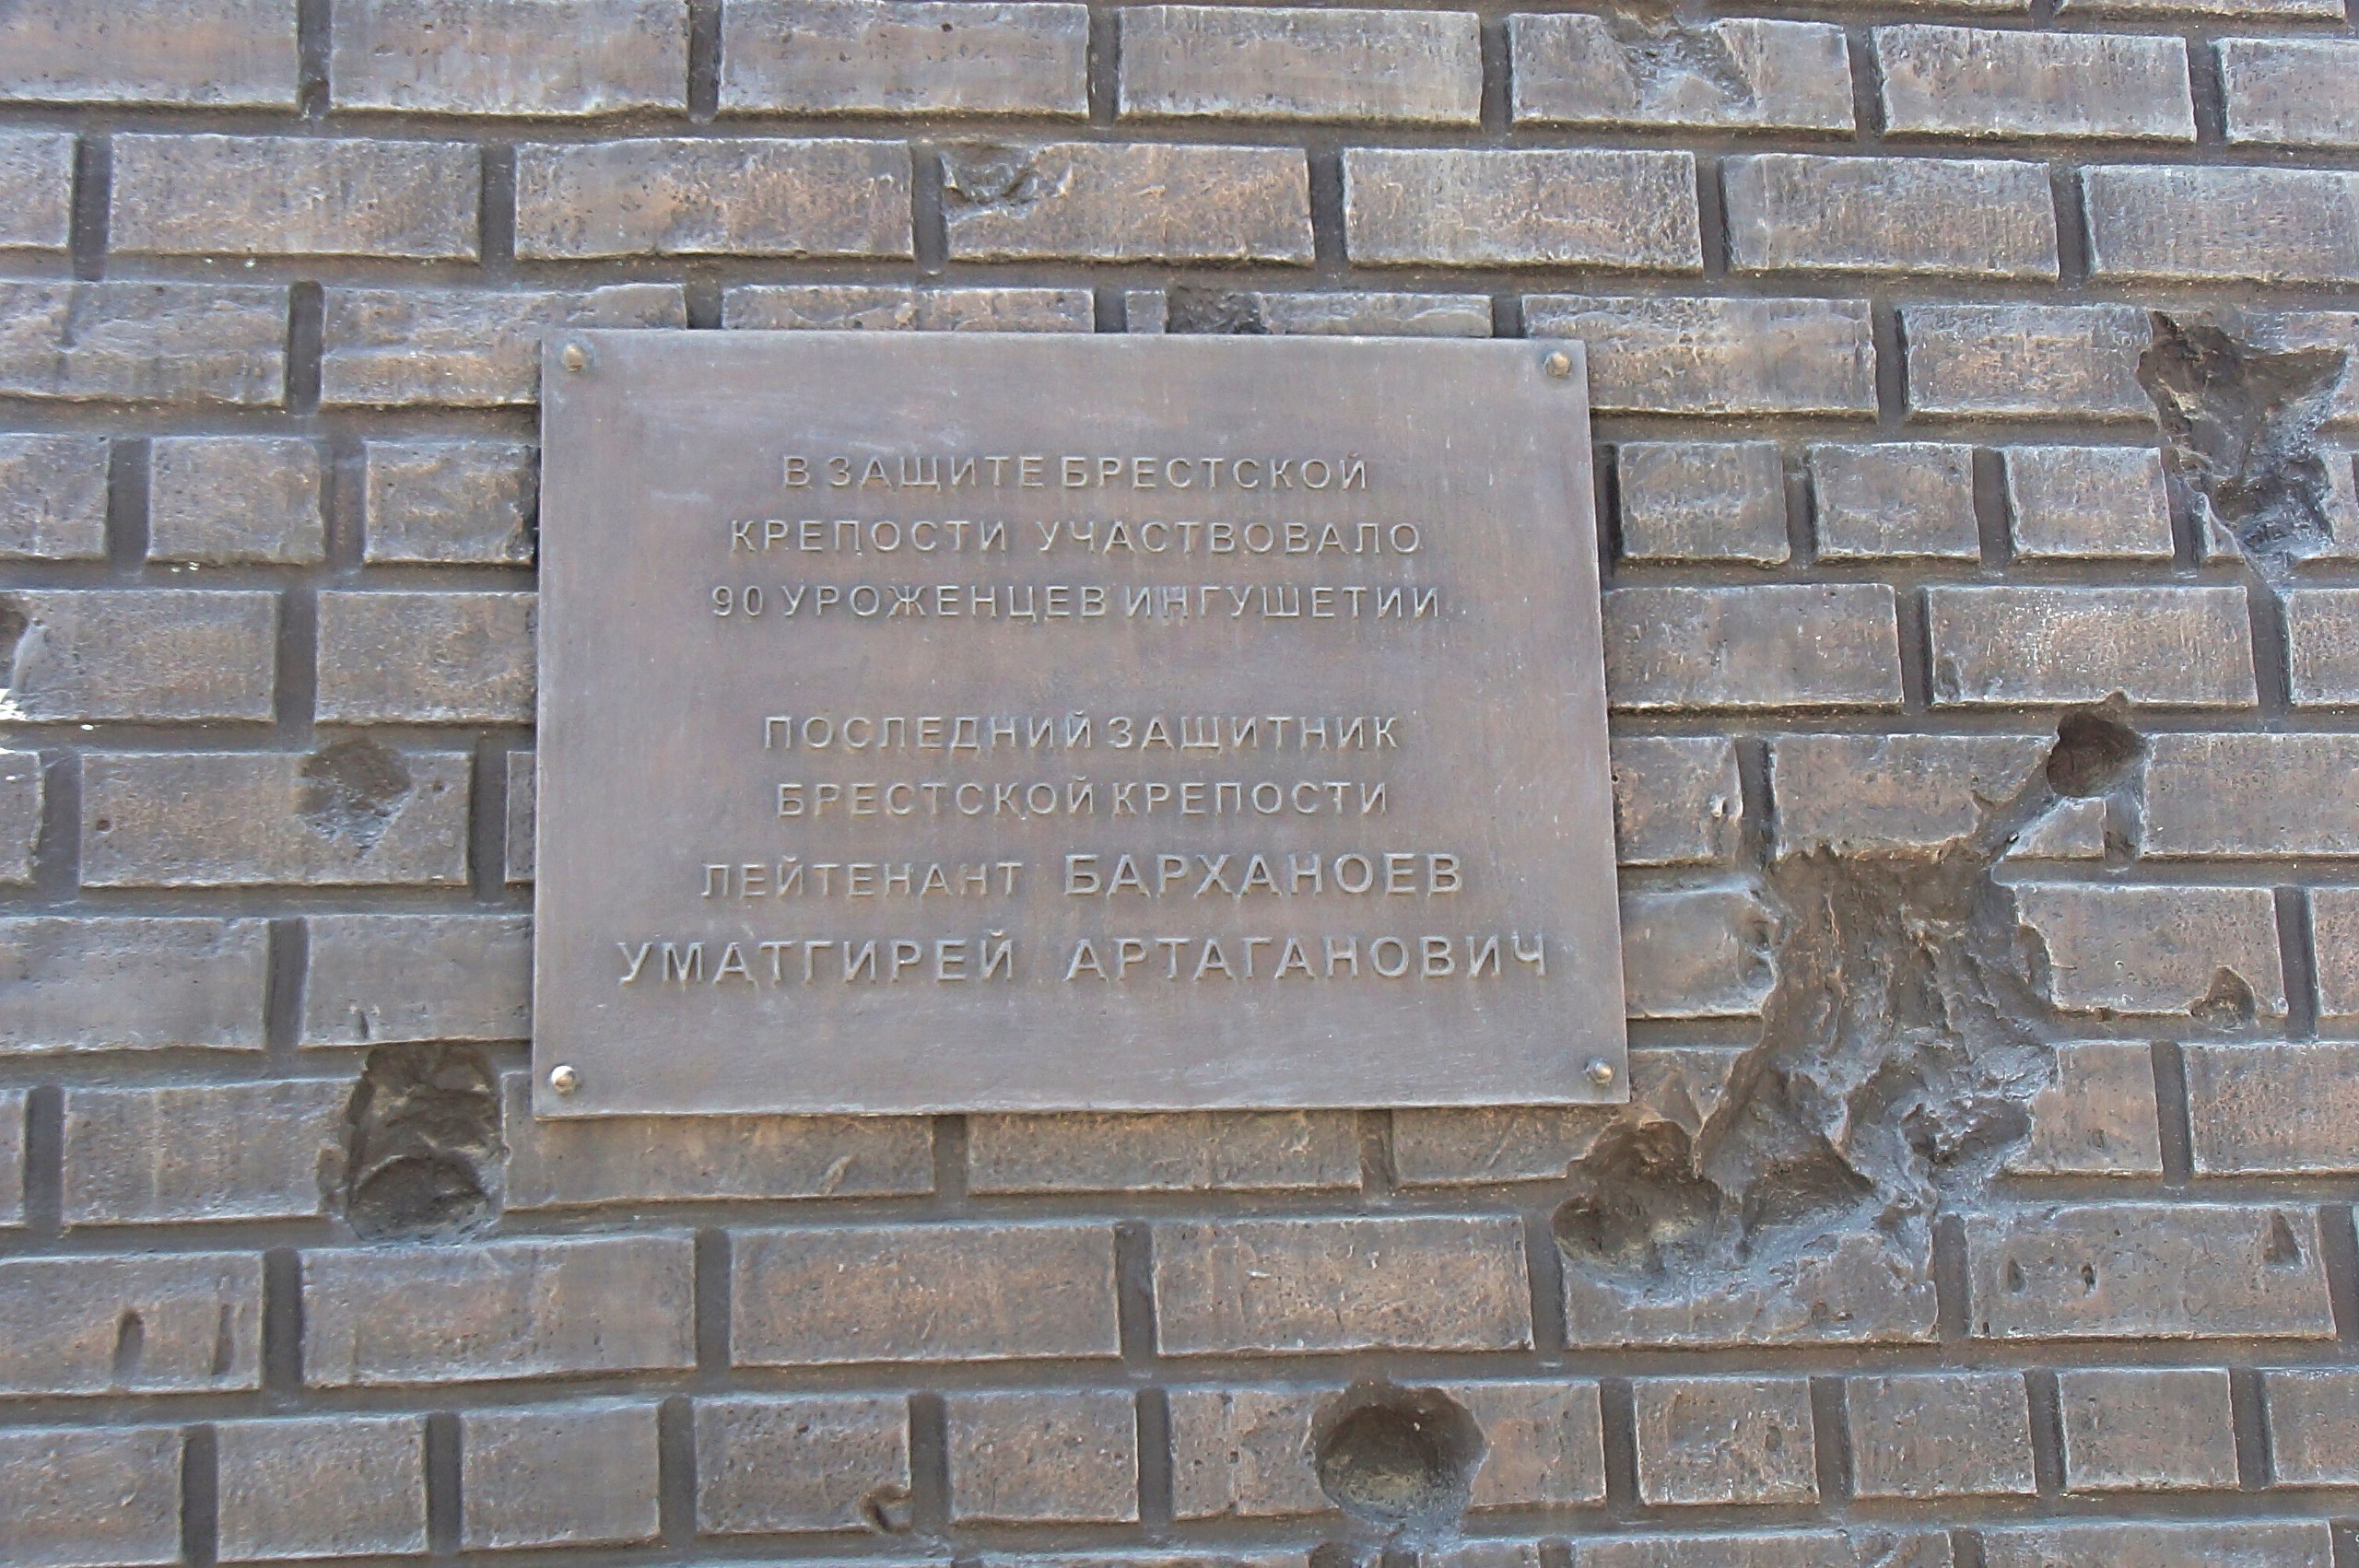 В ЗАЩИТЕ БРЕСТСКОЙ
КРЕПОСТИ УЧАСТВОВАЛО
90 УРОЖЕНЦЕВ ИНГУШЕТИИ
ПОСЛЕДНИЙ ЗАЩИТНИК
БРЕСТСКОЙ КРЕПОСТИ
ЛЕЙТЕНАНТ БАРХАНОЕВ
УМАТГИРЕЙ АРТАГАНОВИЧ